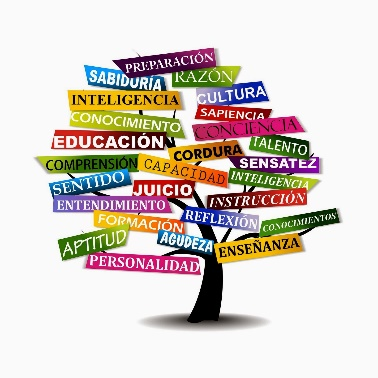 PREPARACIÓN
SABIDURÍA
RAZÓN
INTELIGENCIA
CULTURA
CONOCIMIENTO
SAPIENCIA
CONCIENCIA
EDUCACIÓN
TALENTO
CORDURA
COMPRENSIÓN
CAPACIDAD
SENSATEZ
SENTIDO
JUICIO
INTELIGENCIA
ENTENDIMIENTO
INSTRUCCIÓN
FORMACIÓN
REFLEXIÓN
CONOCIMIENTOS
APTITUD
AGUDEZA
ENSEÑANZA
PERSONALIDAD